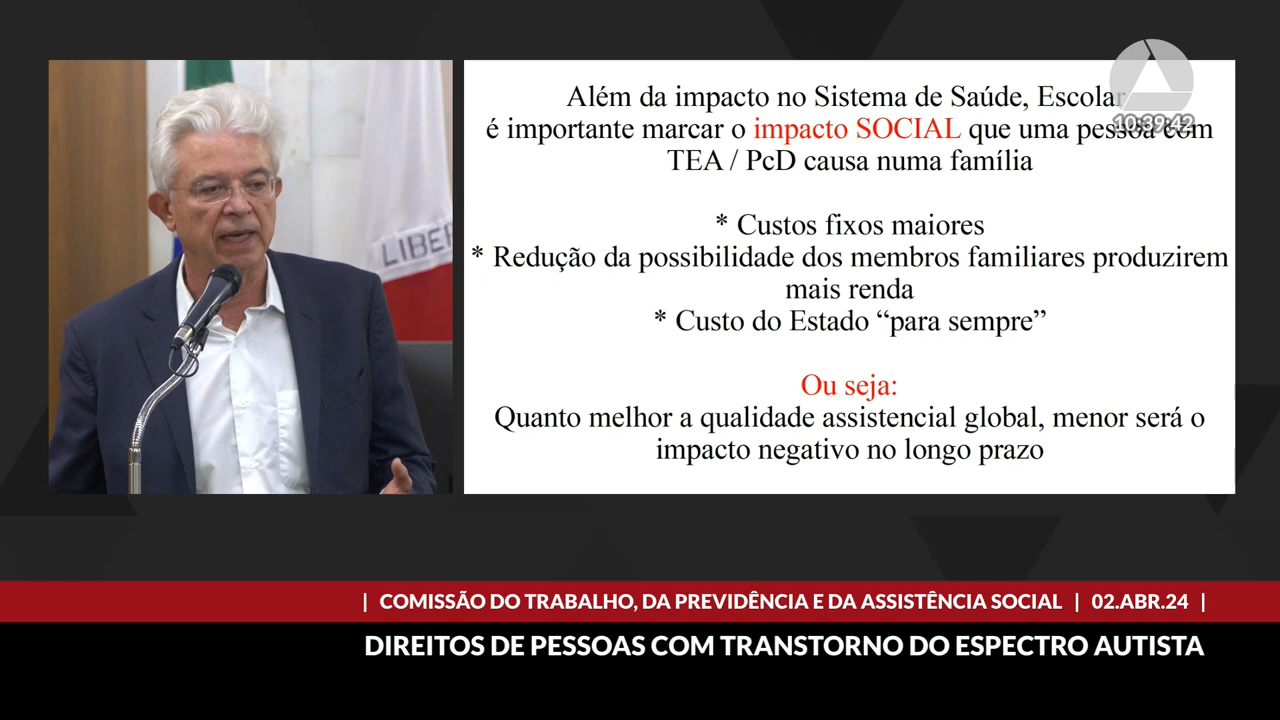 LIBER
Além da impacto no Sistema de Saúde, Escolar
10:39:42
é importante marcar o impacto SOCIAL que uma pessoa com
TEA / PcD causa numa família
* Custos fixos maiores
* Redução da possibilidade dos membros familiares produzirem
mais renda
* Custo do Estado “para sempre”
Ou seja:
Quanto melhor a qualidade assistencial global, menor será o
impacto negativo no longo prazo
| COMISSÃO DO TRABALHO, DA PREVIDÊNCIA E DA ASSISTÊNCIA SOCIAL | 02.ABR.24 |
DIREITOS DE PESSOAS COM TRANSTORNO DO ESPECTRO AUTISTA